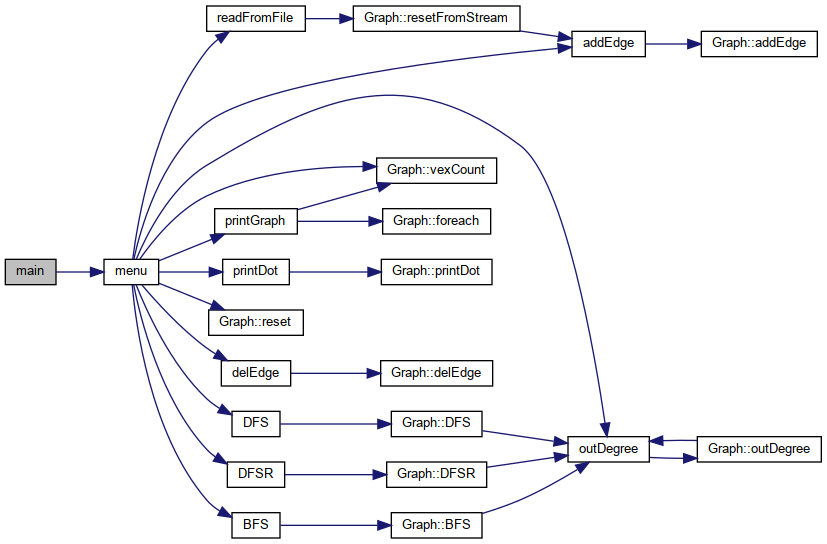 readFromFile
Graph::resetFromStream
addEdge
Graph::addEdge
Graph::vexCount
printGraph
Graph::foreach
main
menu
printDot
Graph::printDot
Graph::reset
delEdge
Graph::delEdge
DFS
Graph::DFS
outDegree
Graph::outDegree
DFSR
Graph::DFSR
BFS
Graph::BFS